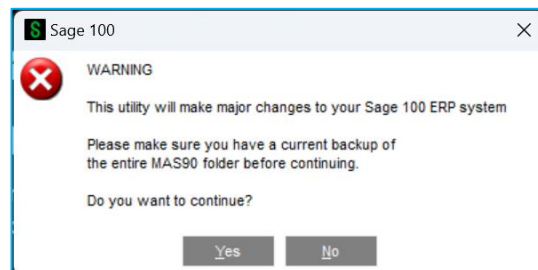 Sage 100
WARNING
This utility will make major changes to your Sage 100 ERP system
Please make sure you have a current backup of
the entire MAS90 folder before continuing.
Do you want to continue?
Yes No